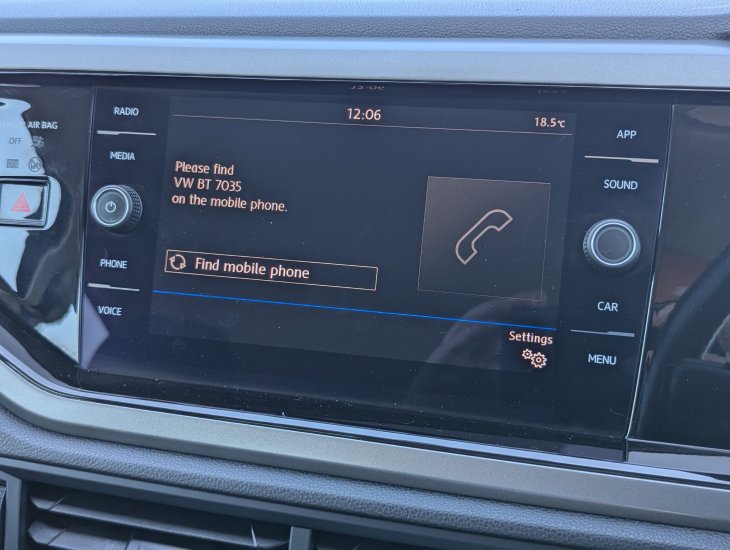 12:06
18.5°C
RADIO
MEDIA
PHONE
VOICE
AIR BAG
OFF
Please find
VW BT 7035
on the mobile phone.
Find mobile phone
Settings
APP
SOUND
CAR
MENU